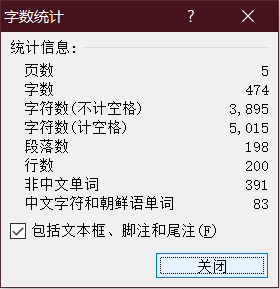 字数统计
?
统计信息:
页数 5
字数 474
字符数(不计空格) 3,895
字符数(计空格) 5,015
段落数 198
行数 200
非中文单词 391
中文字符和朝鲜语单词 83
包括文本框、脚注和尾注(F)
关闭